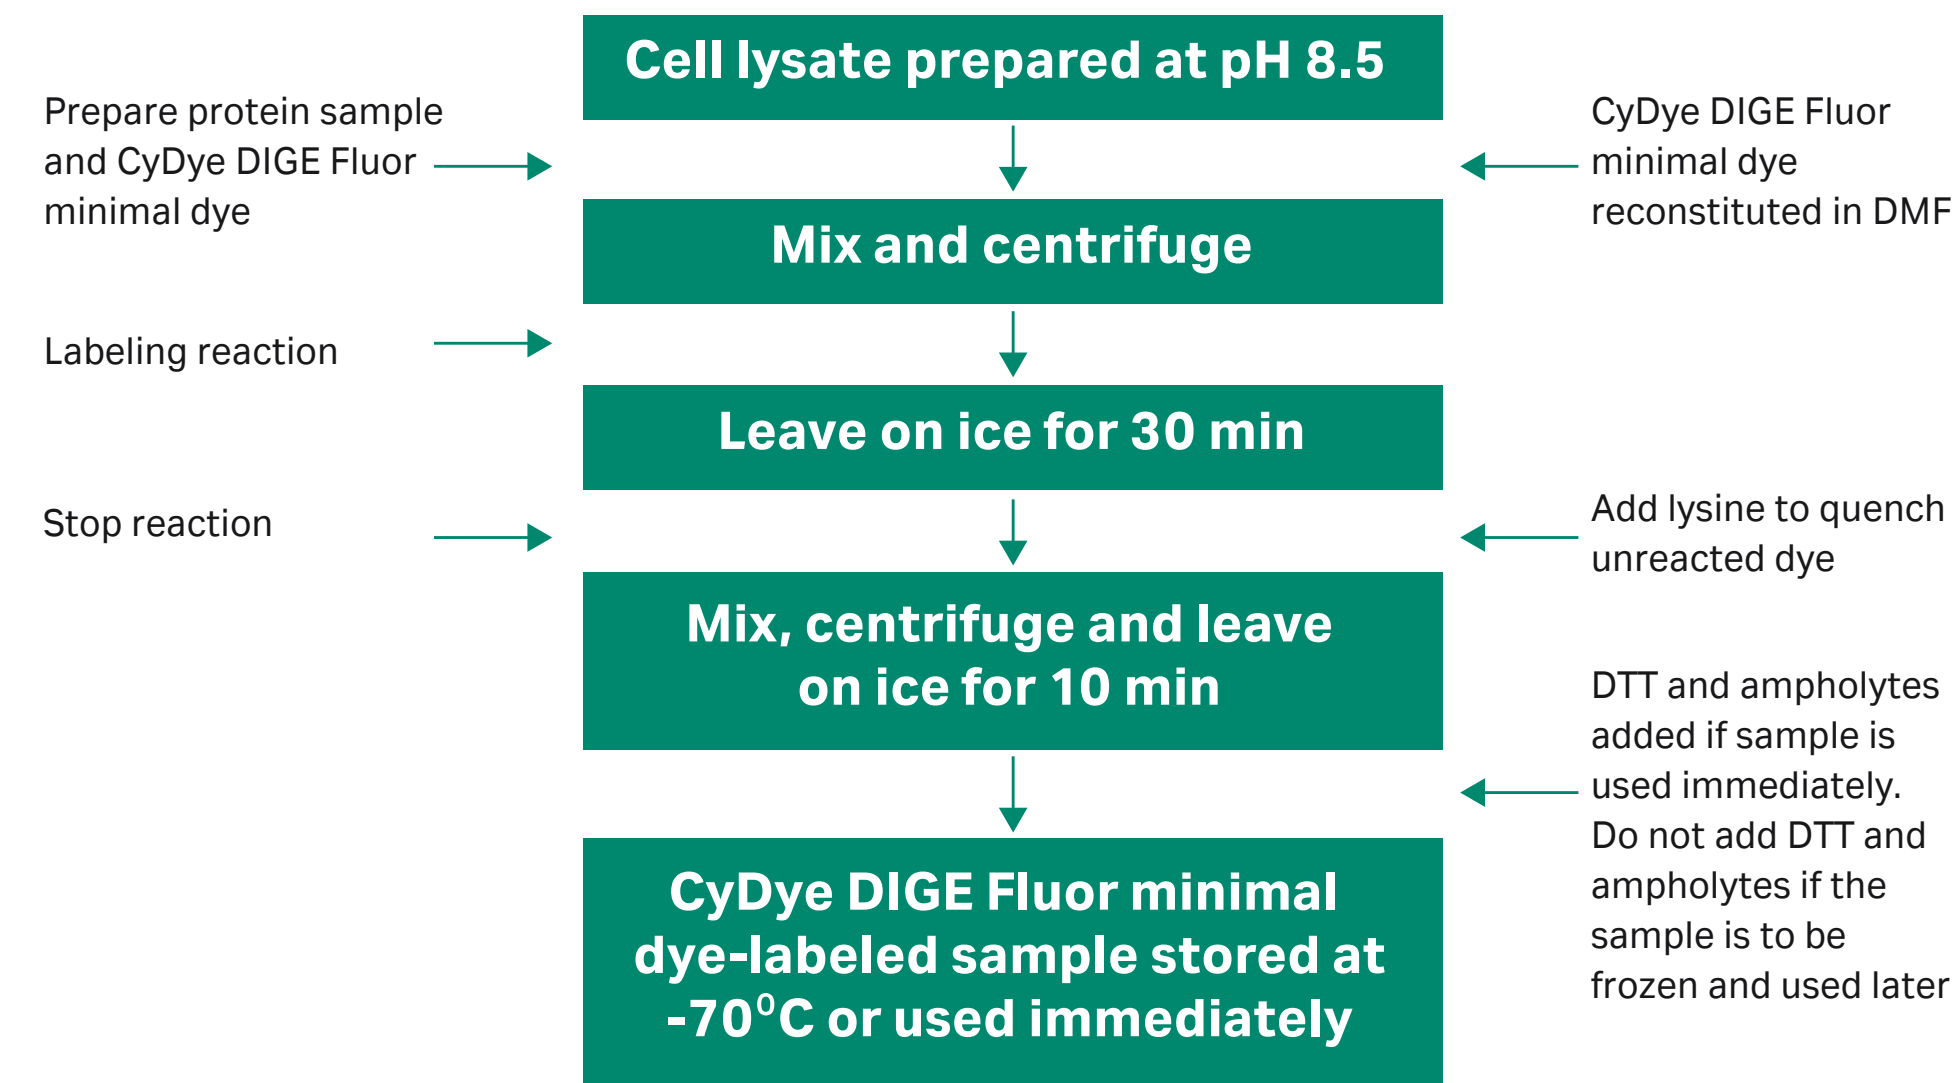 Cell lysate prepared at pH 8.5
Prepare protein sample
and CyDye DIGE Fluor
minimal dye
CyDye DIGE Fluor
minimal dye
reconstituted in DMF
Mix and centrifuge
Labeling reaction
Leave on ice for 30 min
Stop reaction
Add lysine to quench
unreacted dye
Mix, centrifuge and leave
on ice for 10 min
DTT and ampholytes
added if sample is
used immediately.
Do not add DTT and
ampholytes if the
sample is to be
frozen and used later
CyDye DIGE Fluor minimal
dye-labeled sample stored at
-70⁰C or used immediately